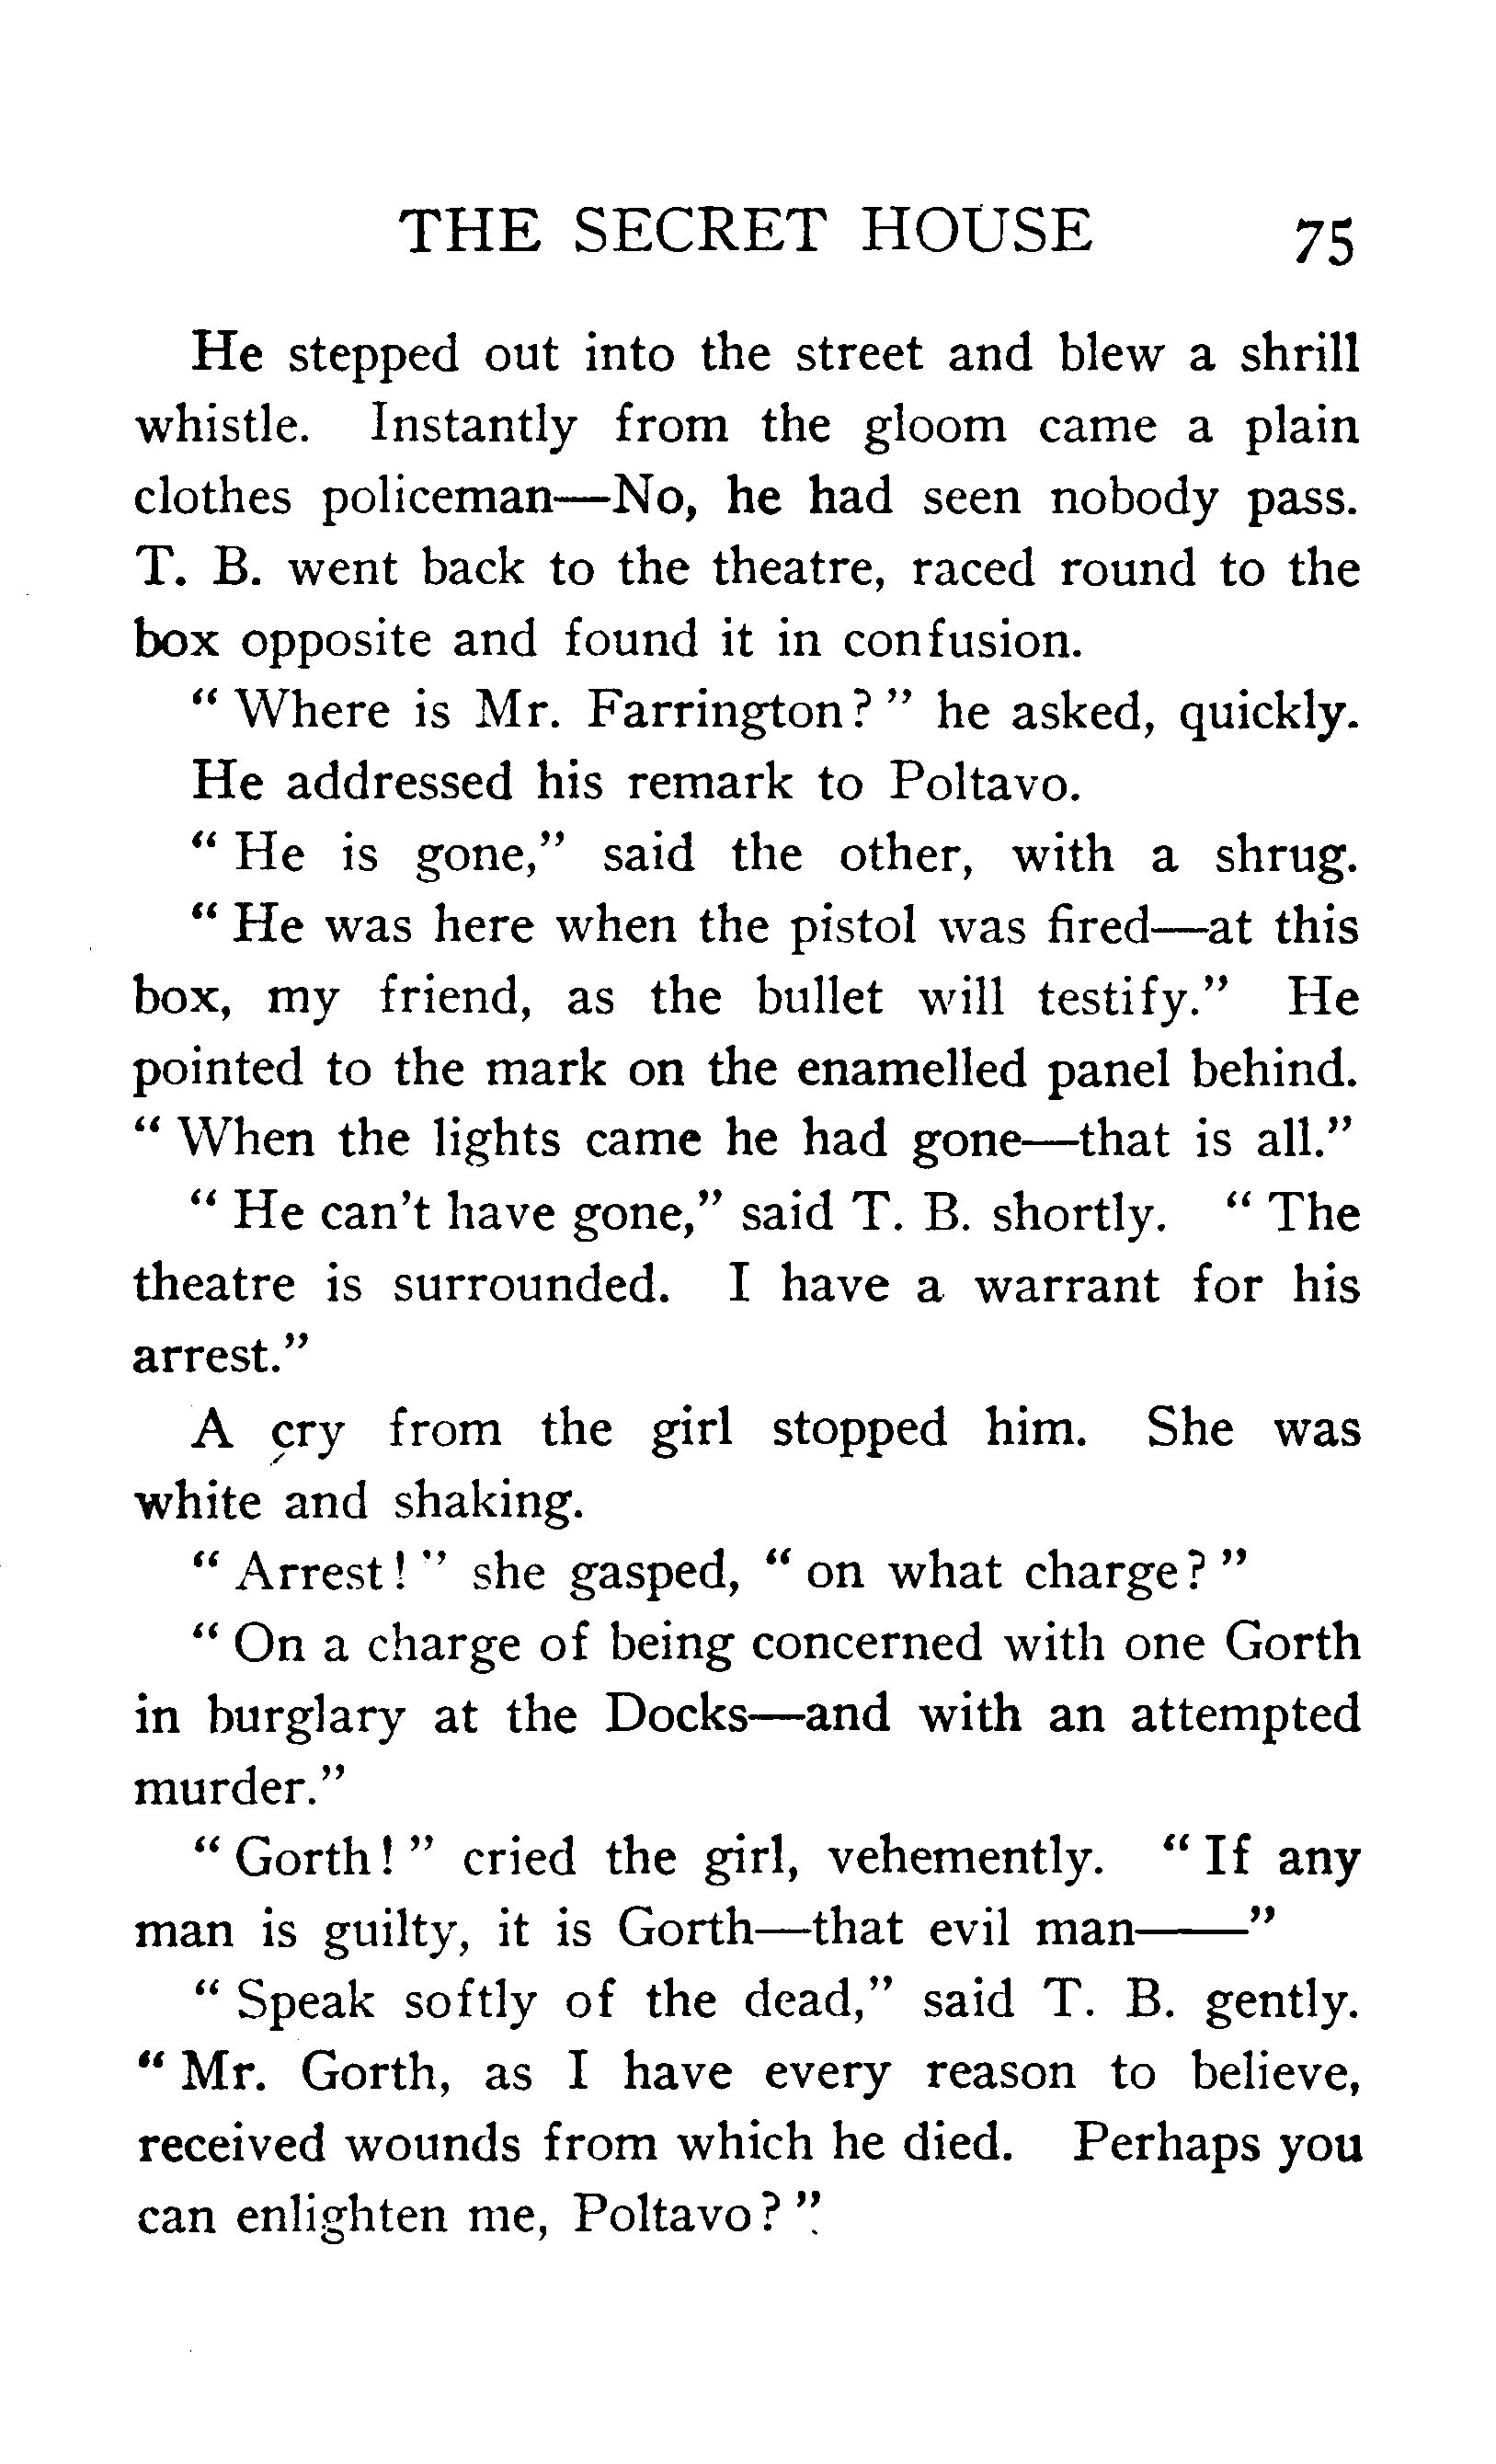 THE SECRET HOUSE 75
He stepped out into the street and blew a shrill
whistle. Instantly from the gloom came a plain
clothes policeman—No, he had seen nobody pass.
T. B. went back to the theatre, raced round to the
box opposite and found it in confusion.
“ Where is Mr. Farrington? ” he asked, quickly.
He addressed his remark to Poltavo.
“ He is gone,” said the other, with a shrug.
“ He was here when the pistol was fired—at this
box, my friend, as the bullet will testify.” He
pointed to the mark on the enamelled panel behind.
“ When the lights came he had gone—that is all.”
“ He can't have gone,” said T. B. shortly. “ The
theatre is surrounded. I have a warrant for his
arrest.”
A cry from the girl stopped him. She was
white and shaking.
“ Arrest! ” she gasped, “ on what charge? ”
“ On a charge of being concerned with one Gorth
in burglary at the Docks—and with an attempted
murder.”
“ Gorth! ” cried the girl, vehemently. “ If any
man is guilty, it is Gorth—that evil man——”
“ Speak softly of the dead,” said T. B. gently.
“ Mr. Gorth, as I have every reason to believe,
received wounds from which he died. Perhaps you
can enlighten me, Poltavo? ”